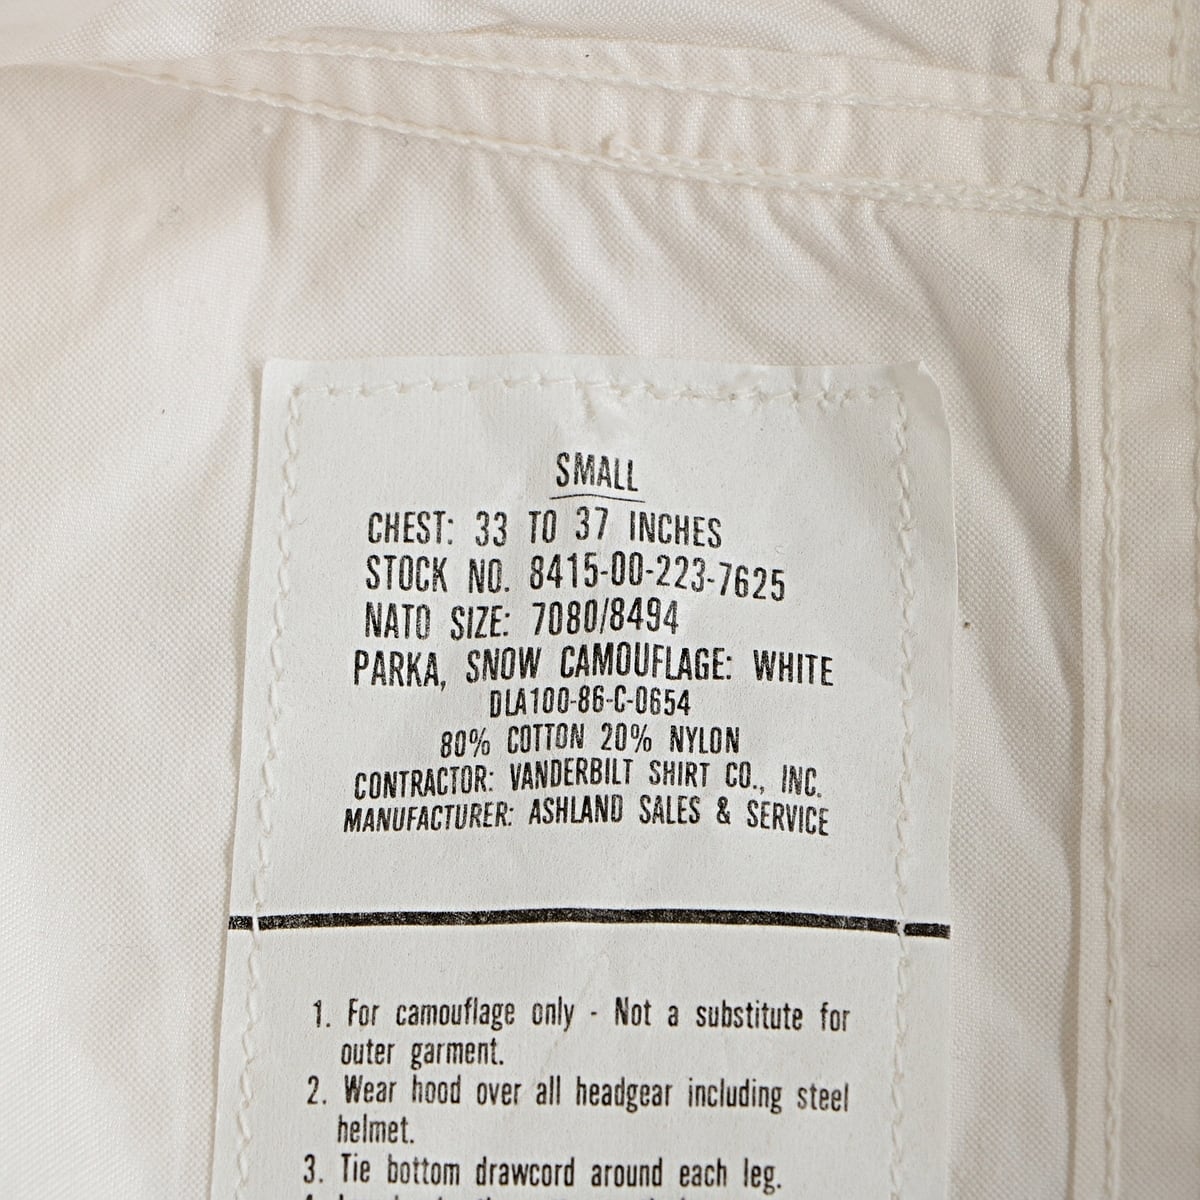 SMALL
CHEST: 33 TO 37 INCHES
STOCK NO. 8415-00-223-7625
NATO SIZE: 7080/8494
PARKA, SNOW CAMOUFLAGE: WHITE
DLA100-86-C-0654
80% COTTON 20% NYLON
CONTRACTOR: VANDERBILT SHIRT CO., INC.
MANUFACTURER: ASHLAND SALES & SERVICE
1. For camouflage only - Not a substitute for
outer garment.
2. Wear hood over all headgear including steel
helmet.
3. Tie bottom drawcord around each leg.